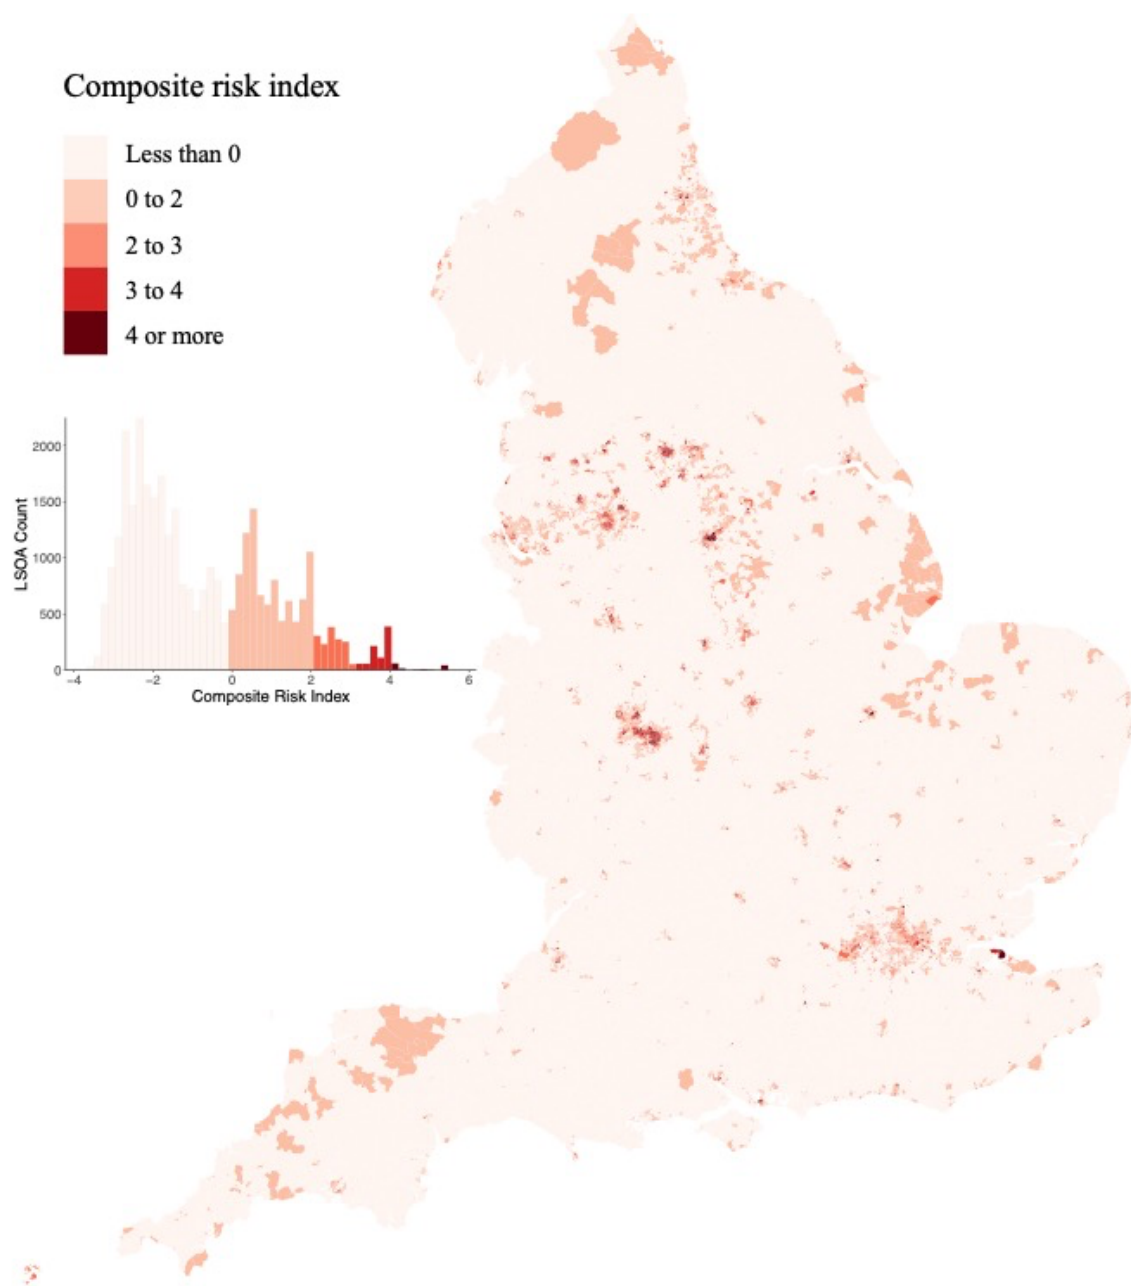 Composite risk index
Less than 0
0 to 2
2 to 3
3 to 4
4 or more
2000
1500
1000
500
0
LSOA Count
−4
−2
0
2
4
6
Composite Risk Index